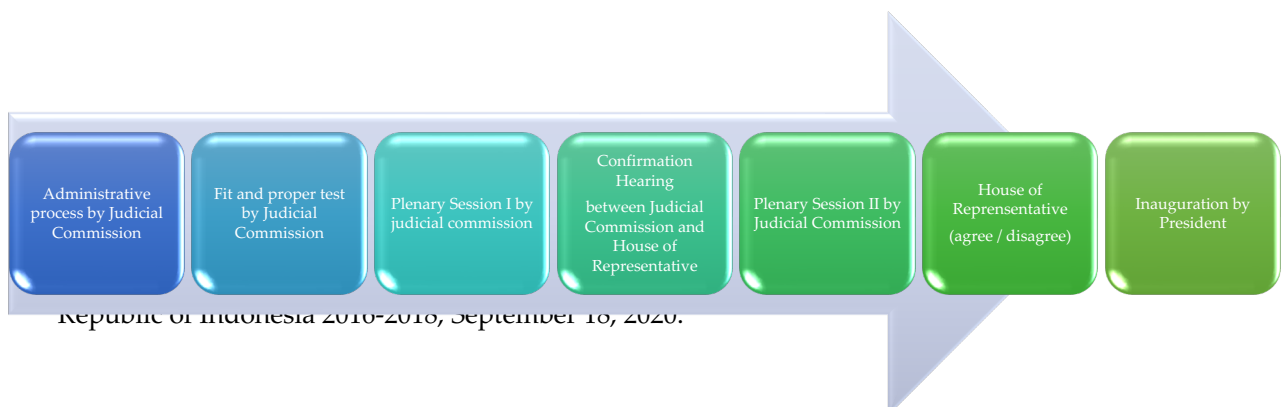 Administrative
process by Judicial
Commission
Fit and proper test
by Judicial
Commission
Plenary Session I by
judicial commission
Confirmation
Hearing
between Judicial
Commission and
House of
Representative
Plenary Session II by
Judicial Commission
House of
Reprensentative
(agree / disagree)
Inauguration by
President
Republic of Indonesia 2016-2018, September 18, 2020.